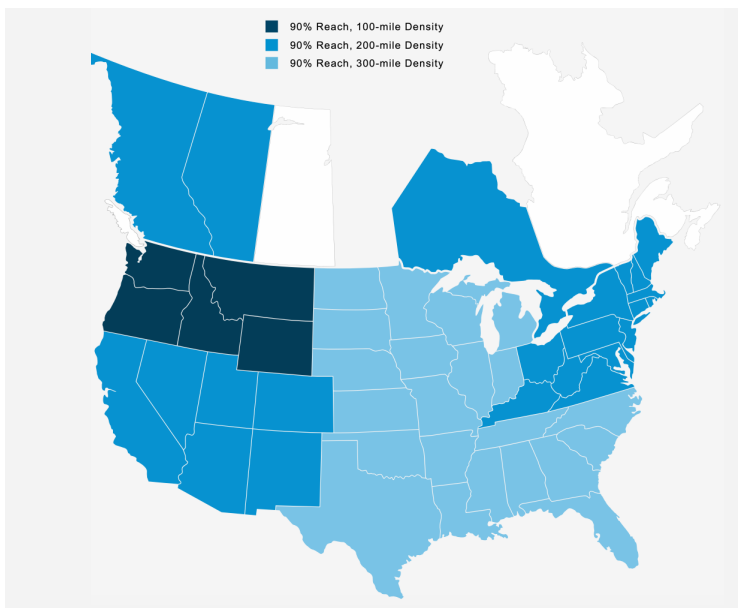 90% Reach, 100-mile Density
90% Reach, 200-mile Density
90% Reach, 300-mile Density